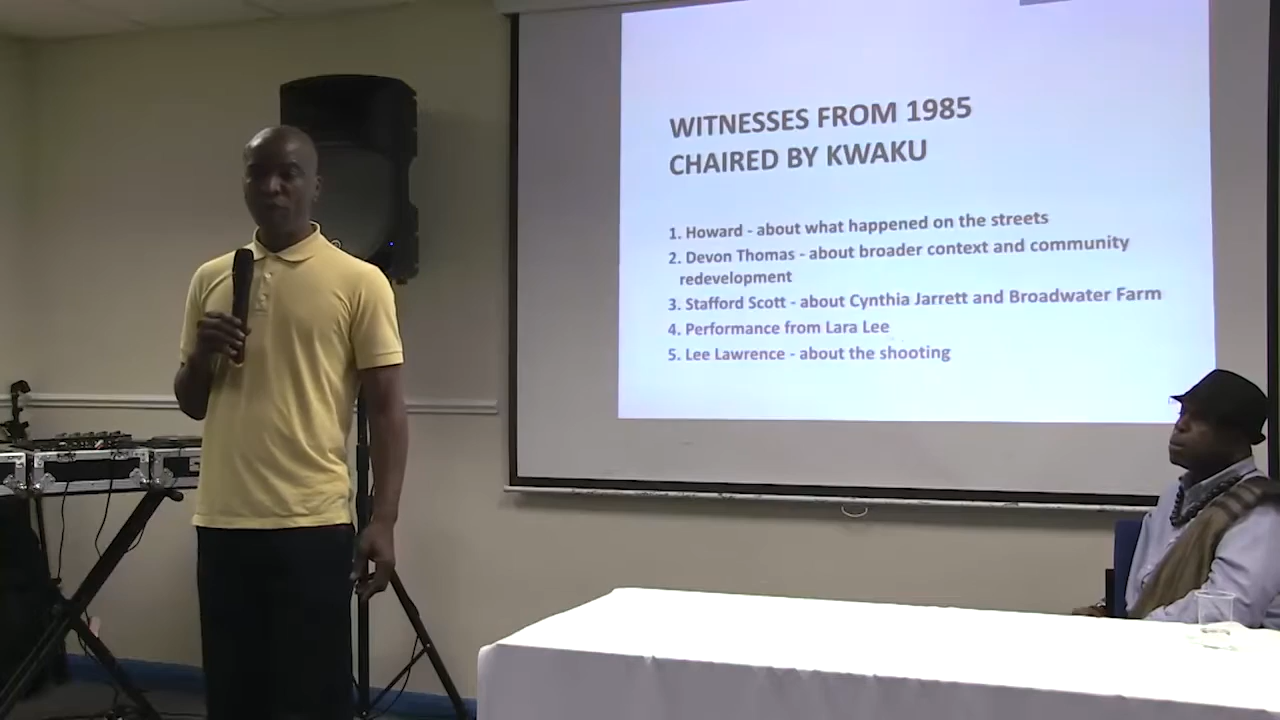 WITNESSES FROM 1985
CHAIRED BY KWAKU
1. Howard - about what happened on the streets
2. Devon Thomas - about broader context and community
redevelopment
3. Stafford Scott - about Cynthia Jarrett and Broadwater Farm
4. Performance from Lara Lee
5. Lee Lawrence - about the shooting